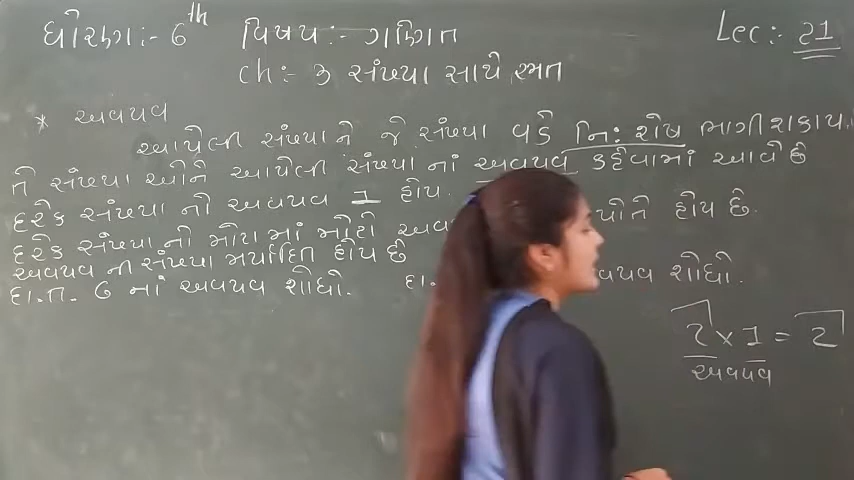 ધોરણ:- 6th વિષય:- ગણિત Lec:- 21
ch:- 3 સંખ્યા સાથે રમત
* અવયવ
આપેલી સંખ્યાને જે સંખ્યા વડે નિ:શેષ ભાગી શકાય
તે સંખ્યા ઓને આપેલી સંખ્યા નાં અવયવ કહેવામાં આવે છે
દરેક સંખ્યા નો અવયવ 1 હોય.
દરેક સંખ્યા નો મોટા માં મોટો અવ પોતે હોય છે.
અવયવ ની સંખ્યા મર્યાદિત હોય છે
દા.ત. 6 નાં અવયવ શોધો. દા. વયવ શોધો.
2 x 1 = 2
અવયવ